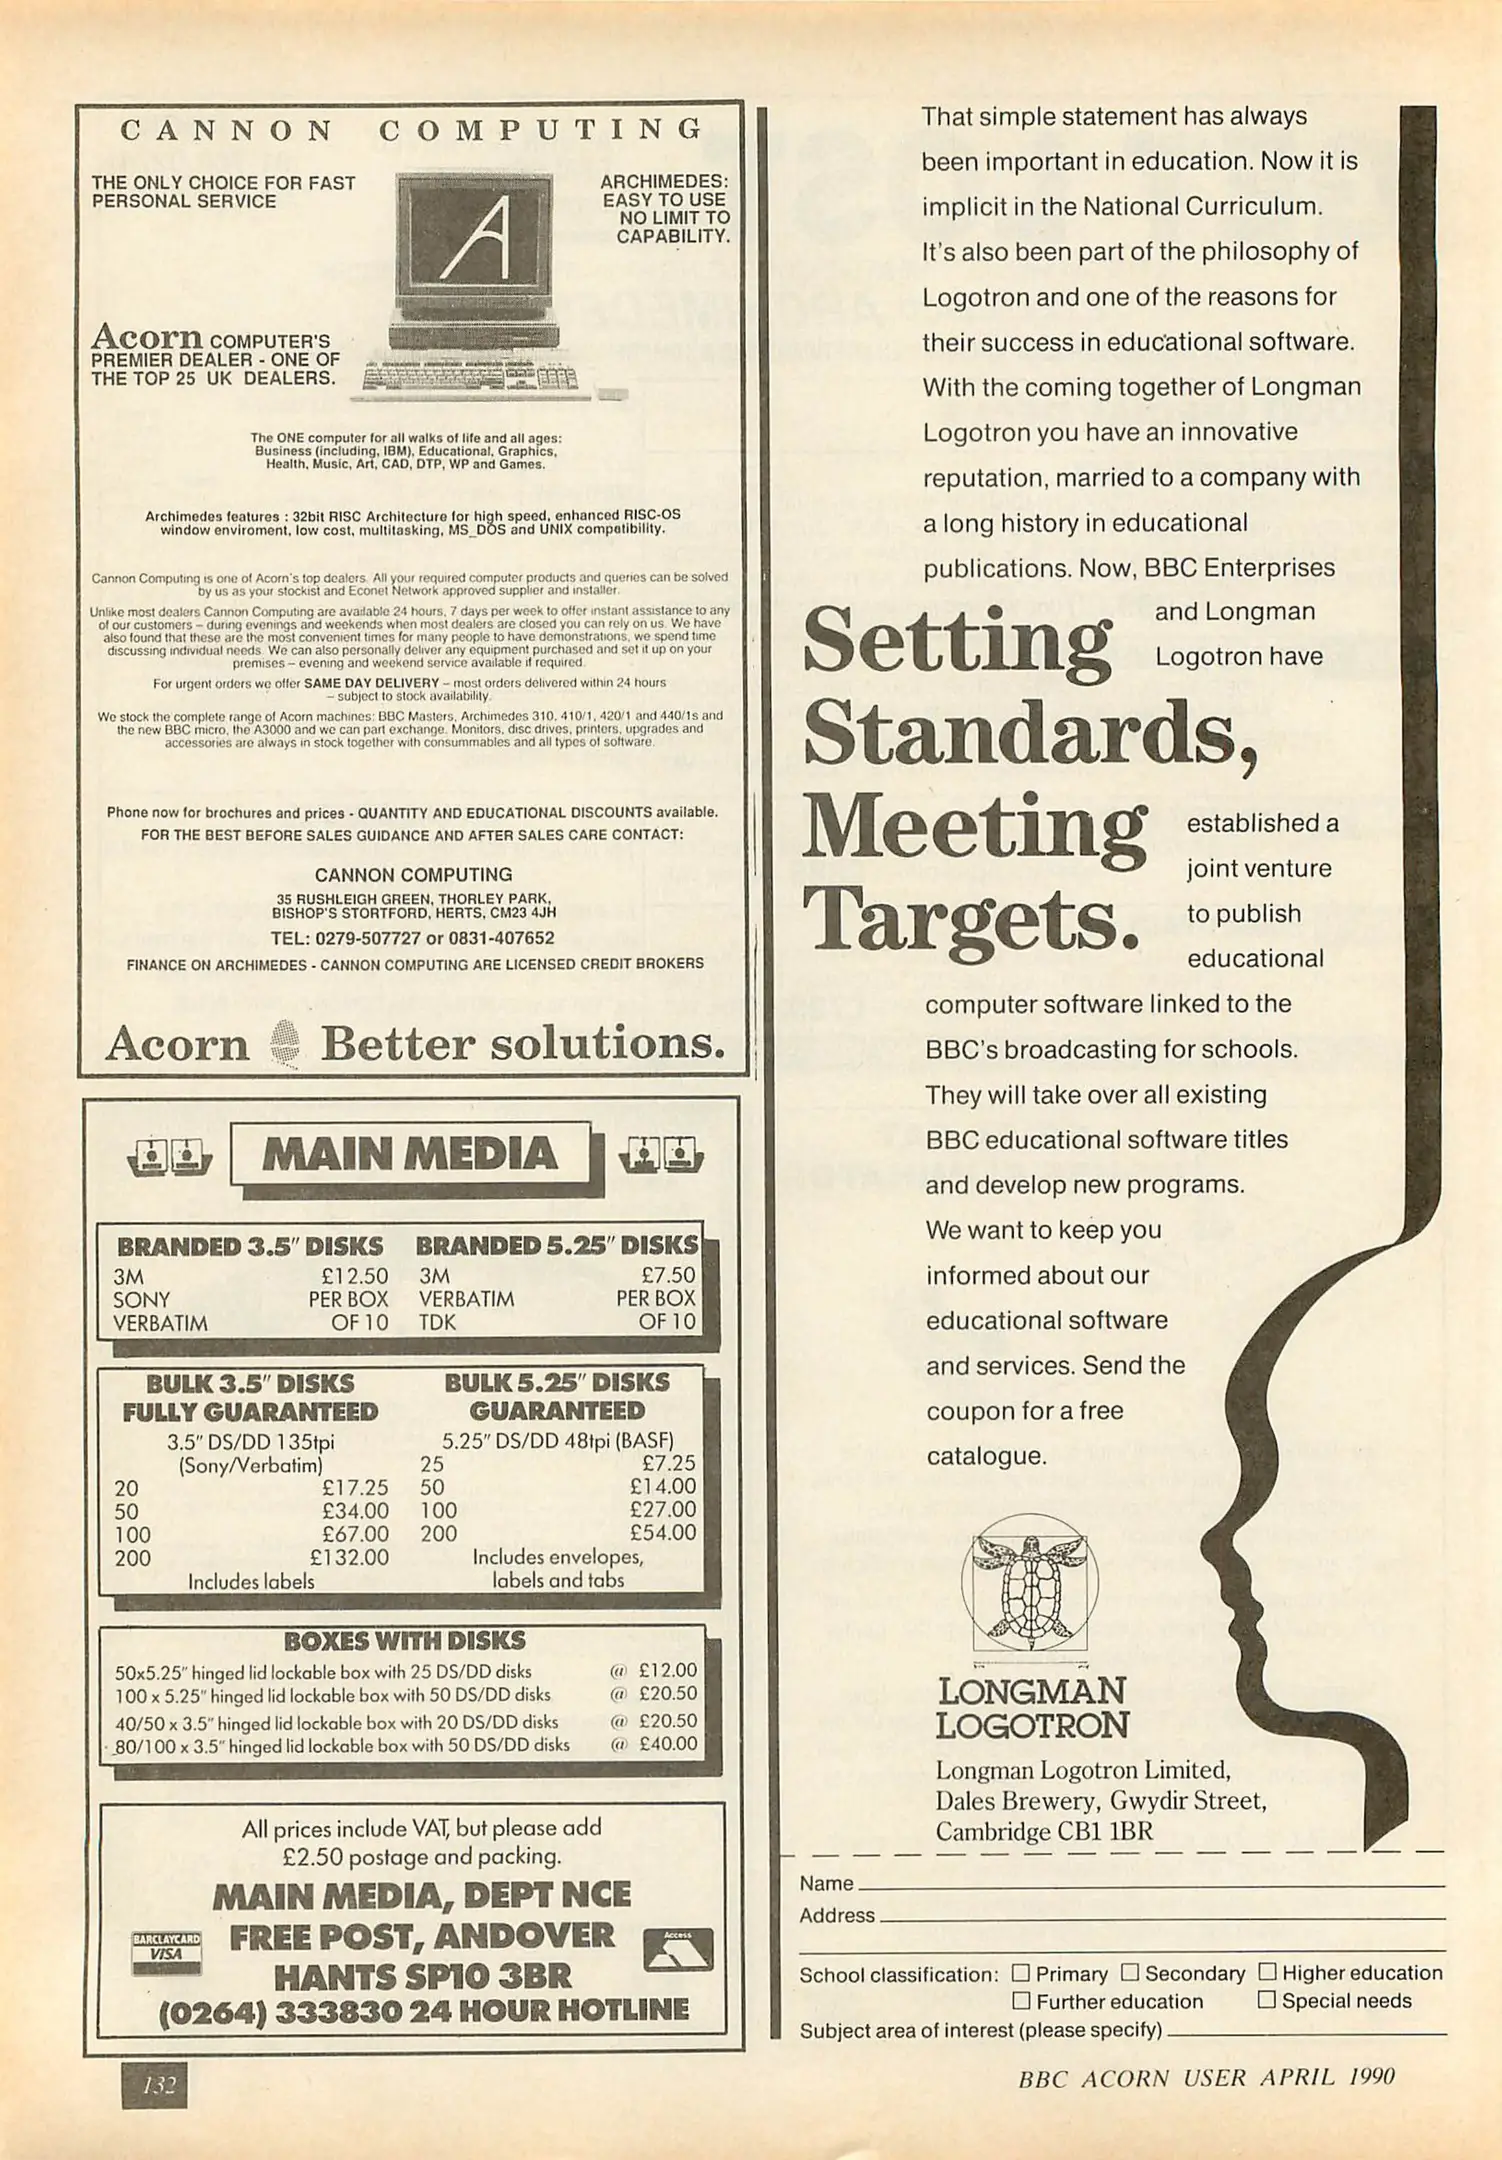 CANNON COMPUTING
THE ONLY CHOICE FOR FAST
PERSONAL SERVICE
ARCHIMEDES:
EASY TO USE
NO LIMIT TO
CAPABILITY.
Acorn COMPUTER'S
PREMIER DEALER - ONE OF
THE TOP 25 UK DEALERS.
The ONE computer for all walks of life and all ages:
Business (including, IBM), Educational, Graphics,
Health, Music, Art, CAD, DTP, WP and Games.
Archimedes features : 32bit RISC Architecture for high speed, enhanced RISC-OS
window enviroment, low cost, multitasking, MS_DOS and UNIX compatibility.
Cannon Computing is one of Acorn's top dealers. All your required computer products and queries can be solved
by us as your stockist and Econet Network approved supplier and installer.
Unlike most dealers Cannon Computing are available 24 hours, 7 days per week to offer instant assistance to any
of our customers – during evenings and weekends when most dealers are closed you can rely on us. We have
also found that these are the most convenient times for many people to have demonstrations, we spend time
discussing individual needs. We can also personally deliver any equipment purchased and set it up on your
premises – evening and weekend service available if required.
For urgent orders we offer SAME DAY DELIVERY – most orders delivered within 24 hours
– subject to stock availability.
We stock the complete range of Acorn machines: BBC Masters, Archimedes 310, 410/1, 420/1 and 440/1s and
the new BBC micro, the A3000 and we can part exchange. Monitors, disc drives, printers, upgrades and
accessories are always in stock together with consummables and all types of software.
Phone now for brochures and prices - QUANTITY AND EDUCATIONAL DISCOUNTS available.
FOR THE BEST BEFORE SALES GUIDANCE AND AFTER SALES CARE CONTACT:
CANNON COMPUTING
35 RUSHLEIGH GREEN, THORLEY PARK,
BISHOP'S STORTFORD, HERTS, CM23 4JH
TEL: 0279-507727 or 0831-407652
FINANCE ON ARCHIMEDES - CANNON COMPUTING ARE LICENSED CREDIT BROKERS
Acorn Better solutions.
MAIN MEDIA
BRANDED 3.5" DISKS BRANDED 5.25" DISKS
3M £12.50 3M £7.50
SONY PER BOX VERBATIM PER BOX
VERBATIM OF 10 TDK OF 10
BULK 3.5" DISKS
FULLY GUARANTEED
3.5" DS/DD 135tpi
(Sony/Verbatim)
20 £17.25
50 £34.00
100 £67.00
200 £132.00
Includes labels
BULK 5.25" DISKS
GUARANTEED
5.25" DS/DD 48tpi (BASF)
25 £7.25
50 £14.00
100 £27.00
200 £54.00
Includes envelopes,
labels and tabs
BOXES WITH DISKS
50x5.25" hinged lid lockable box with 25 DS/DD disks @ £12.00
100 x 5.25" hinged lid lockable box with 50 DS/DD disks @ £20.50
40/50 x 3.5" hinged lid lockable box with 20 DS/DD disks @ £20.50
80/100 x 3.5" hinged lid lockable box with 50 DS/DD disks @ £40.00
All prices include VAT, but please add
£2.50 postage and packing.
MAIN MEDIA, DEPT NCE
FREE POST, ANDOVER
HANTS SP10 3BR
(0264) 333830 24 HOUR HOTLINE
BARCLAYCARD
VISA
Access
That simple statement has always
been important in education. Now it is
implicit in the National Curriculum.
It's also been part of the philosophy of
Logotron and one of the reasons for
their success in educational software.
With the coming together of Longman
Logotron you have an innovative
reputation, married to a company with
a long history in educational
publications. Now, BBC Enterprises
and Longman
Logotron have
Setting
Standards,
Meeting
Targets.
established a
joint venture
to publish
educational
computer software linked to the
BBC's broadcasting for schools.
They will take over all existing
BBC educational software titles
and develop new programs.
We want to keep you
informed about our
educational software
and services. Send the
coupon for a free
catalogue.
LONGMAN
LOGOTRON
Longman Logotron Limited,
Dales Brewery, Gwydir Street,
Cambridge CB1 1BR
Name
Address
School classification: Primary Secondary Higher education
Further education Special needs
Subject area of interest (please specify)
132
BBC ACORN USER APRIL 1990